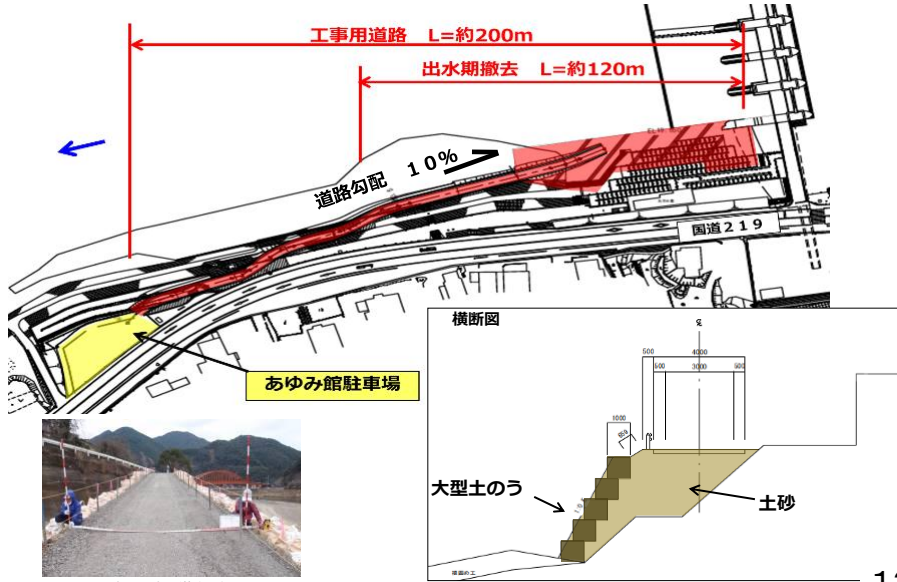 工事用道路 L=約200m
出水期撤去 L=約120m
道路勾配 10%
国道219
あゆみ館駐車場
横断図
500
4000
500
3000
500
1000
大型土のう
土砂